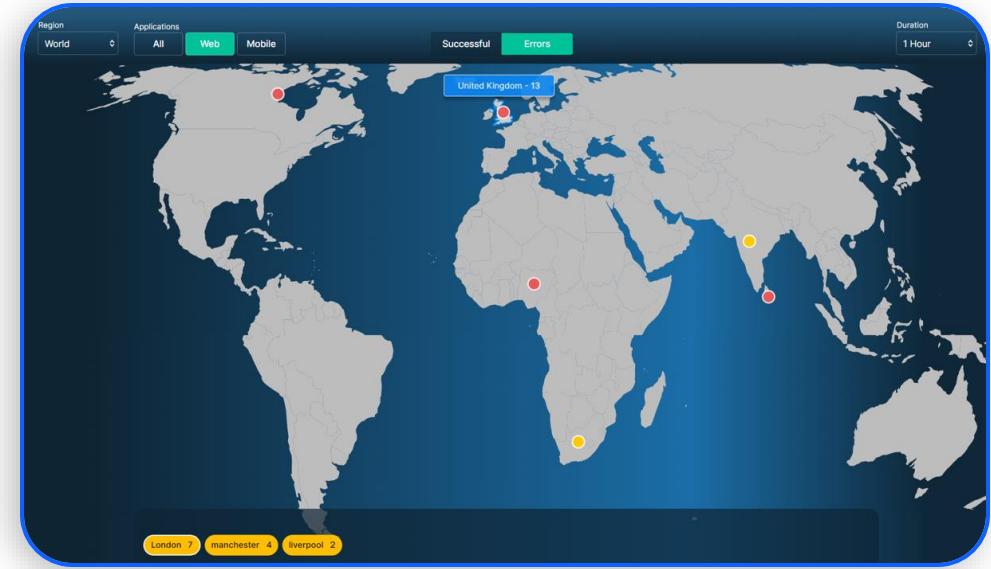 Region
World
Applications
All Web Mobile
Successful Errors
Duration
1 Hour
United Kingdom - 13
London 7 manchester 4 liverpool 2